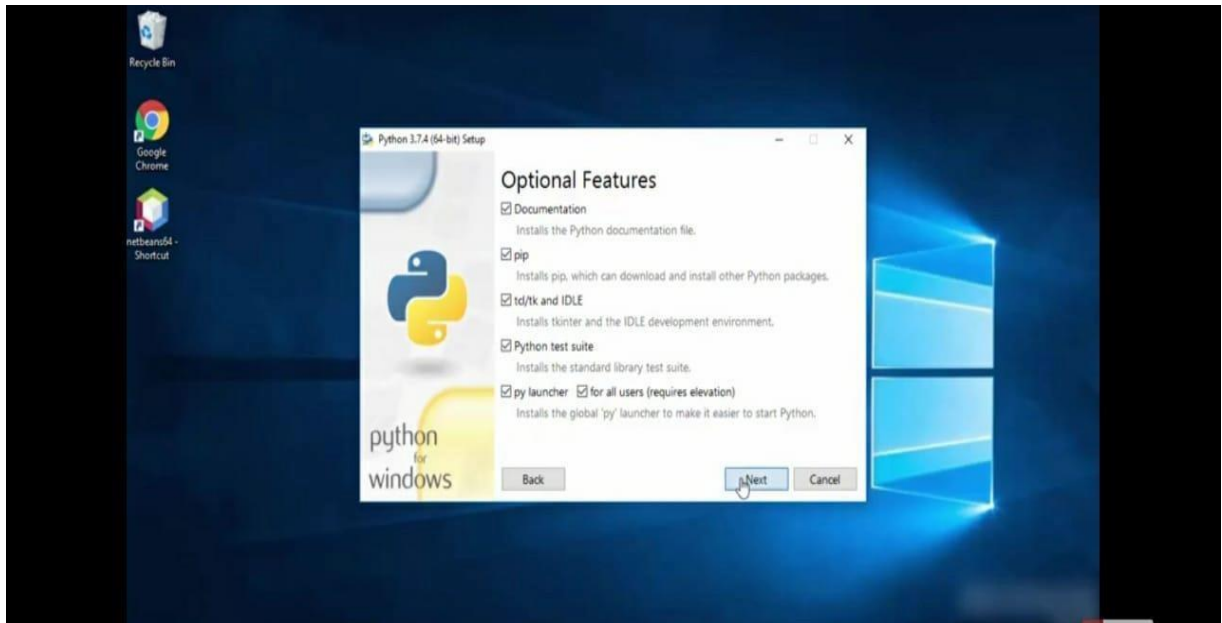 Recycle Bin
Google
Chrome
netbeans64 -
Shortcut
Python 3.7.4 (64-bit) Setup
Optional Features
Documentation
Installs the Python documentation file.
pip
Installs pip, which can download and install other Python packages.
tcl/tk and IDLE
Installs tkinter and the IDLE development environment.
Python test suite
Installs the standard library test suite.
py launcher for all users (requires elevation)
Installs the global 'py' launcher to make it easier to start Python.
python
for
windows
Back
Next
Cancel